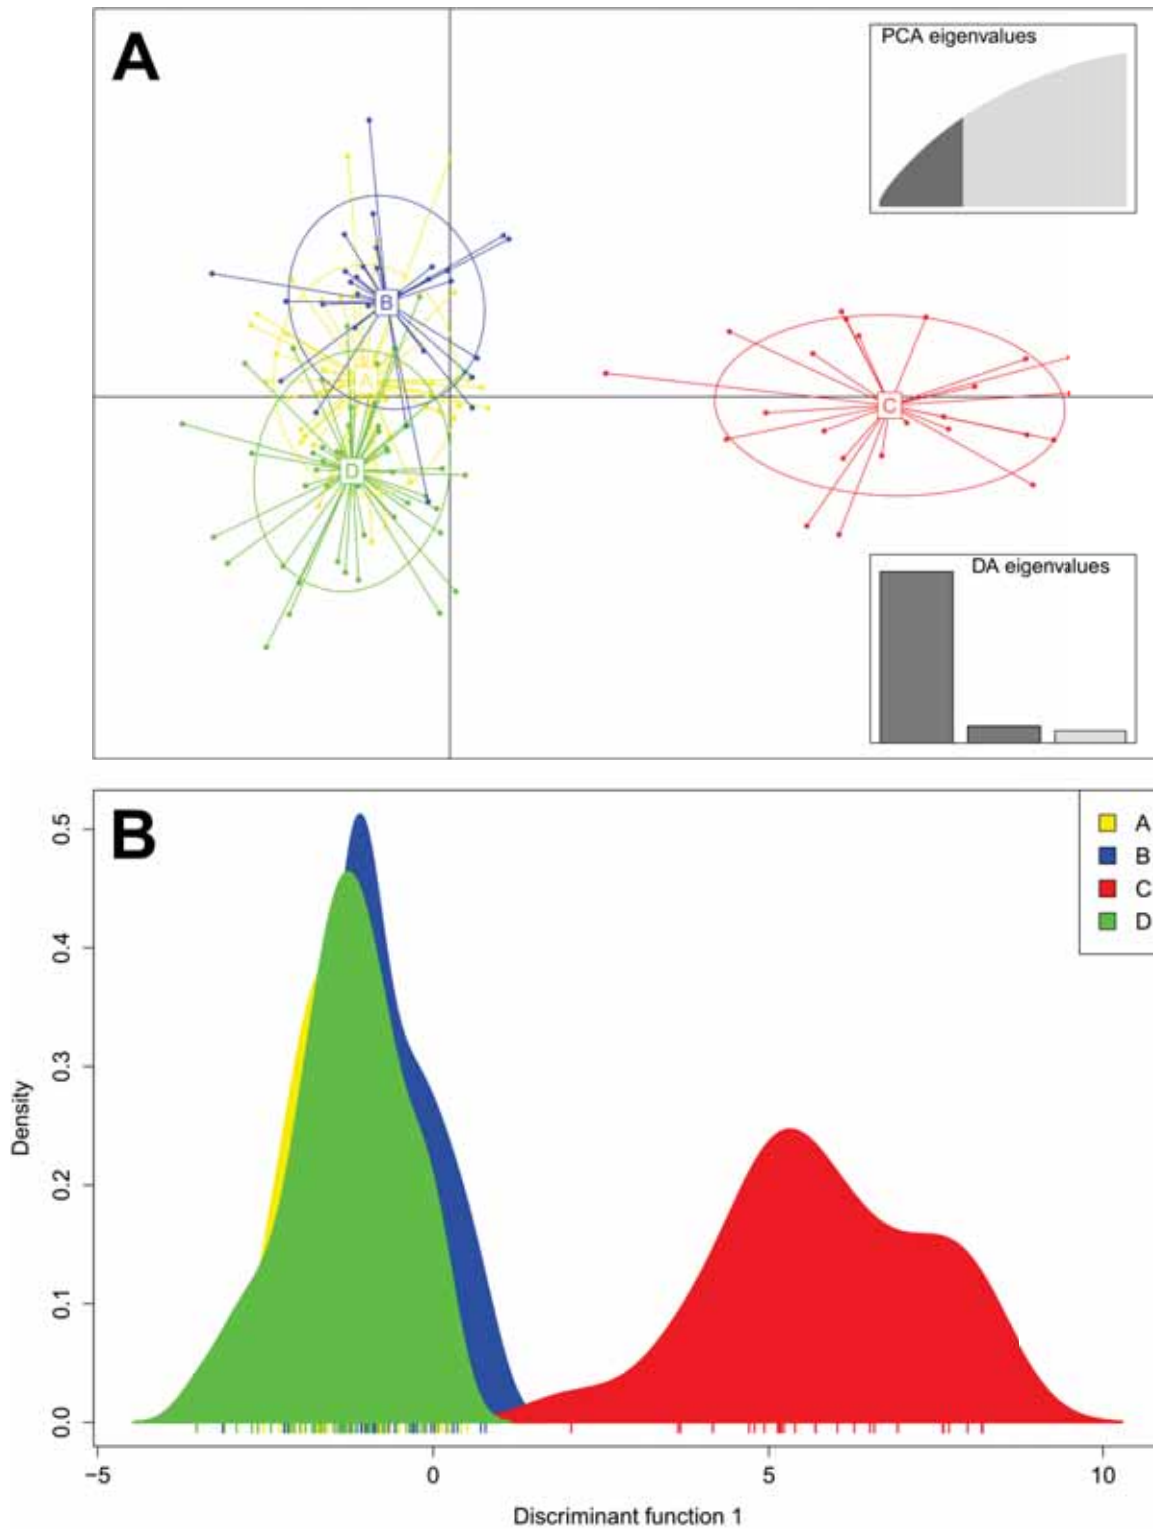 A
PCA eigenvalues
B
A
D
C
DA eigenvalues
B
A
B
C
D
Density
0.0
0.1
0.2
0.3
0.4
0.5
−5
0
5
10
Discriminant function 1